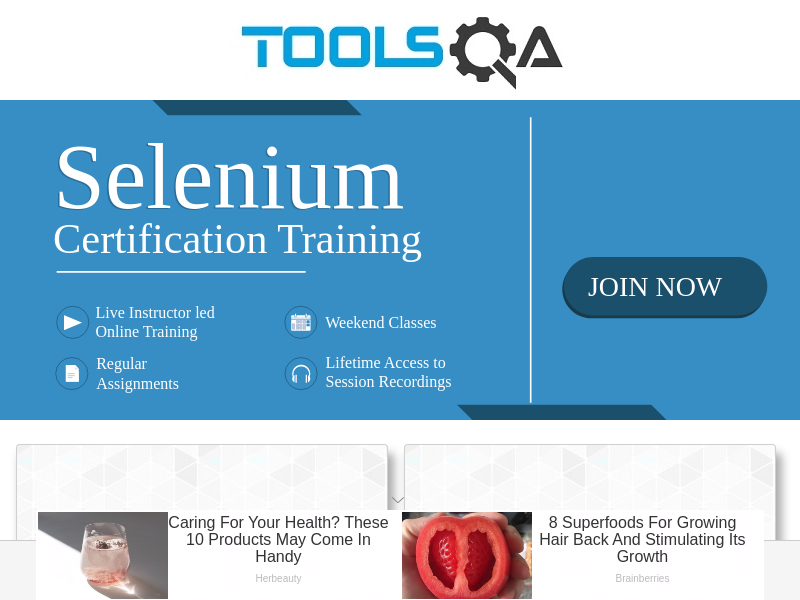 TOOLSQA
Selenium
Certification Training
Live Instructor led
Online Training
Weekend Classes
Regular
Assignments
Lifetime Access to
Session Recordings
JOIN NOW
Caring For Your Health? These
10 Products May Come In
Handy
Herbeauty
8 Superfoods For Growing
Hair Back And Stimulating Its
Growth
Brainberries